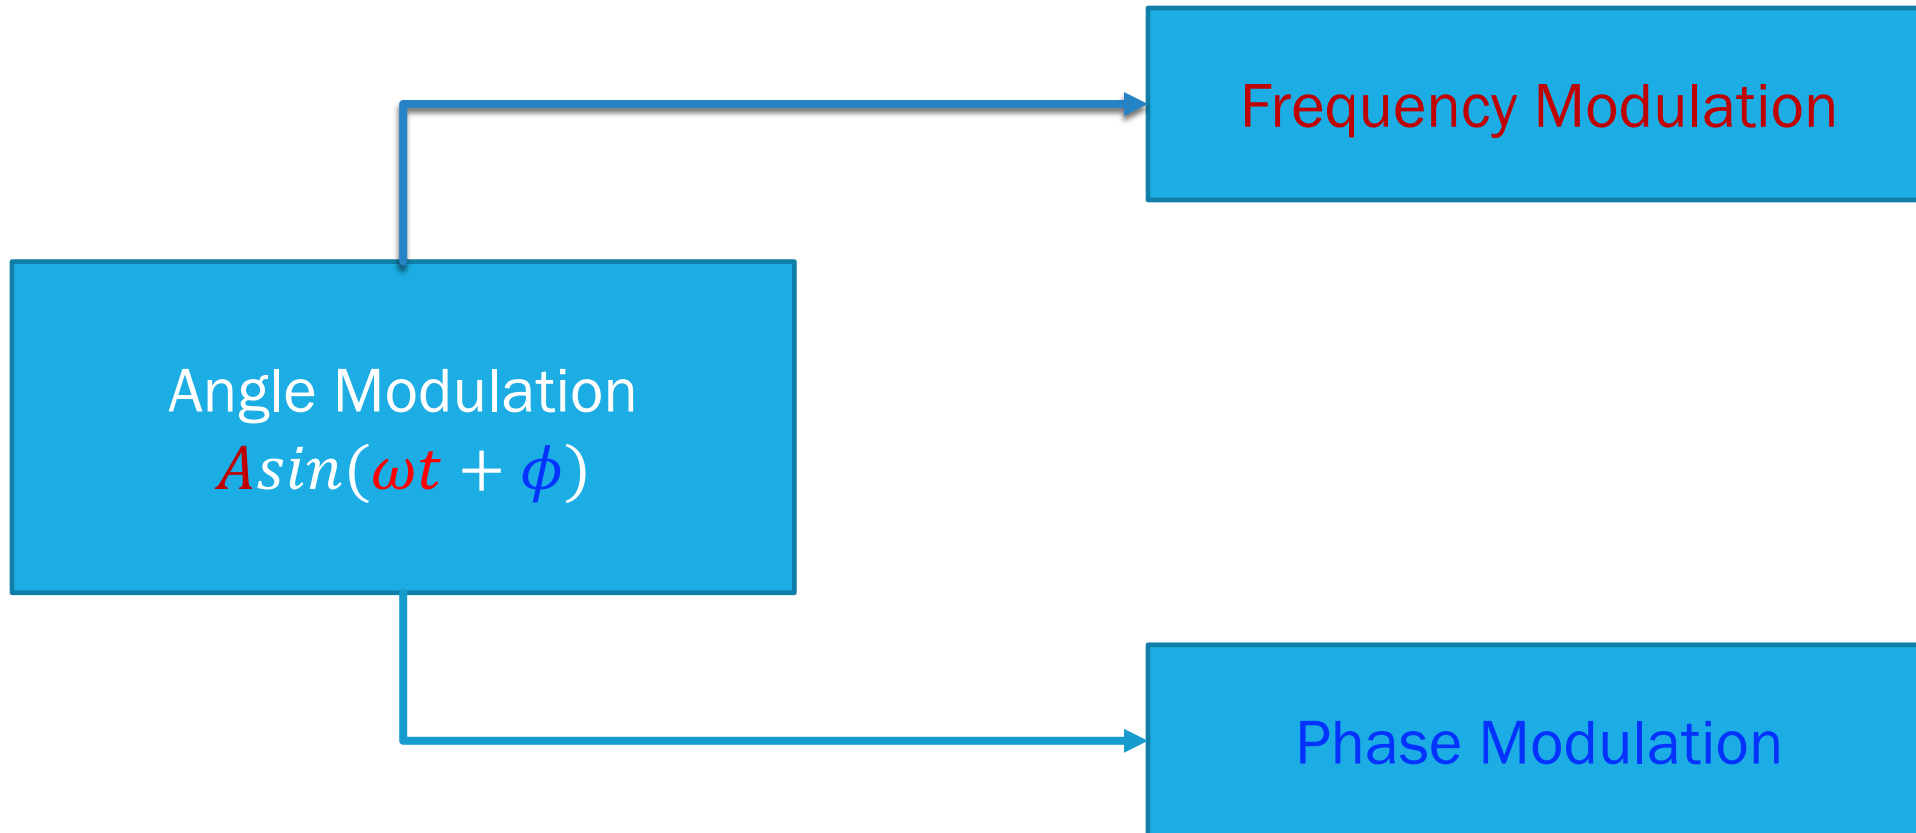 Frequency Modulation
Angle Modulation
Asin(ωt + ϕ)
Phase Modulation